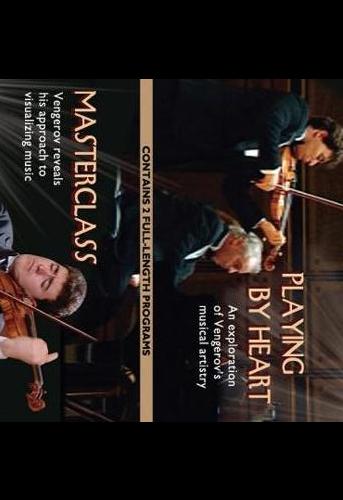 PLAYING
BY HEART
An exploration
of Vengerov's
musical artistry
CONTAINS 2 FULL-LENGTH PROGRAMS
MASTERCLASS
Vengerov reveals
his approach to
visualizing music